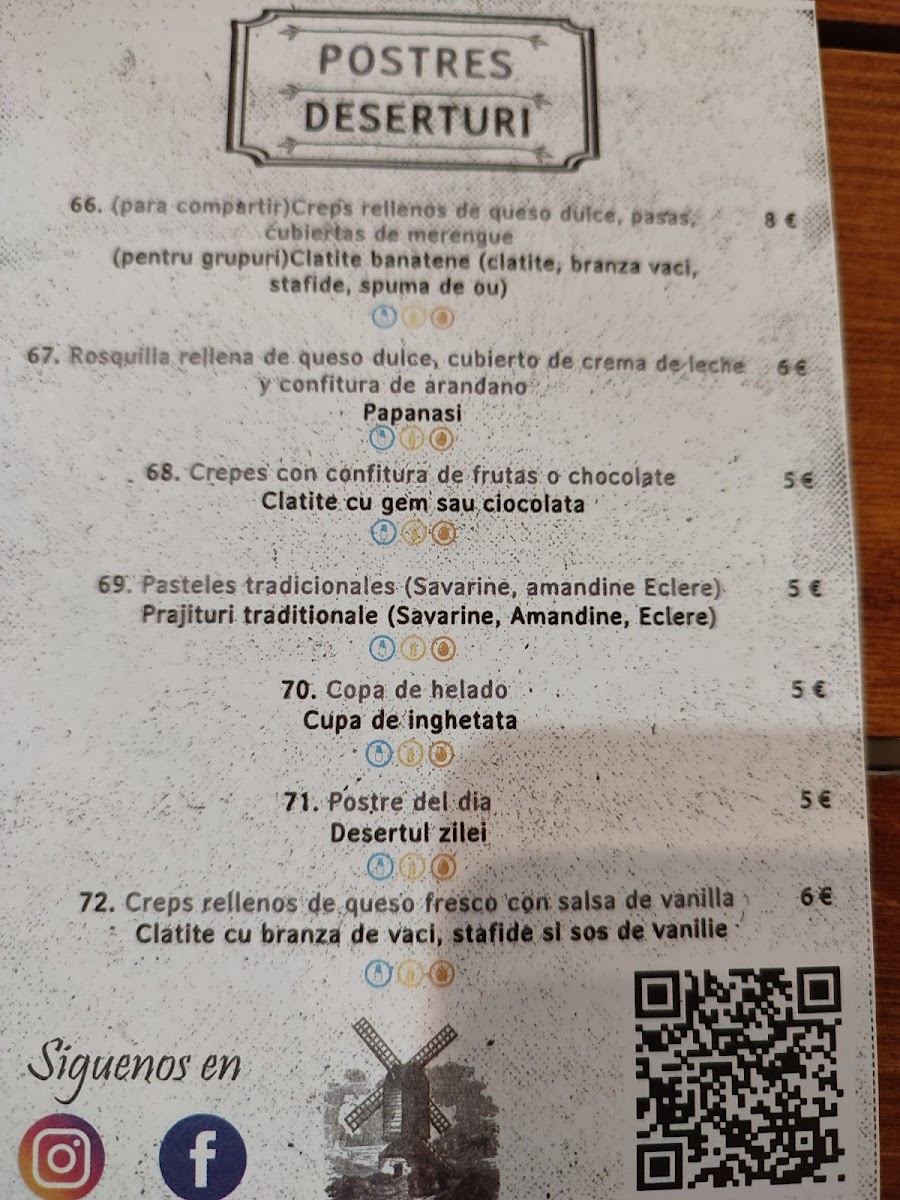 POSTRES
DESERTURI
66. (para compartir)Creps rellenos de queso dulce, pasas, 8 €
cubiertas de merengue
(pentru grupuri)Clatite banatene (clatite, branza vaci,
stafide, spuma de ou)
67. Rosquilla rellena de queso dulce, cubierto de crema de leche 6€
y confitura de arandano
Papanasi
68. Crepes con confitura de frutas o chocolate 5€
Clatite cu gem sau ciocolata
69. Pasteles tradicionales (Savarine, amandine Eclere) 5 €
Prajituri traditionale (Savarine, Amandine, Eclere)
70. Copa de helado 5 €
Cupa de inghetata
71. Postre del dia 5€
Desertul zilei
72. Creps rellenos de queso fresco con salsa de vanilla 6€
Clatite cu branza de vaci, stafide si sos de vanilie
Siguenos en